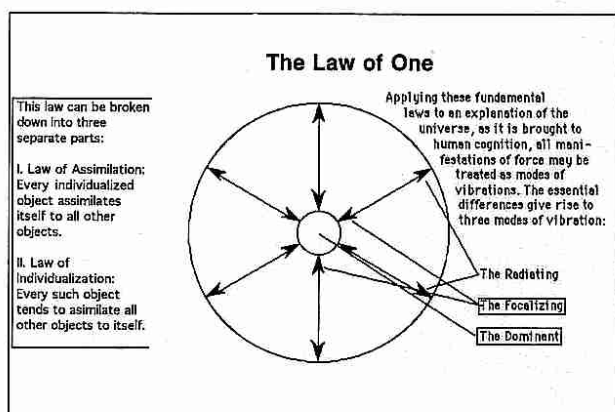 The Law of One
This law can be broken
down into three
separate parts:
I. Law of Assimilation:
Every individualized
object assimilates
itself to all other
objects.
II. Law of
Individualization:
Every such object
tends to asimilate all
other objects to itself.
Applying these fundamental
laws to an explanation of the
universe, as it is brought to
human cognition, all mani-
festations of force may be
treated as modes of
vibrations. The essential
differences give rise to
three modes of vibration:
The Radiating
The Focalizing
The Dominent